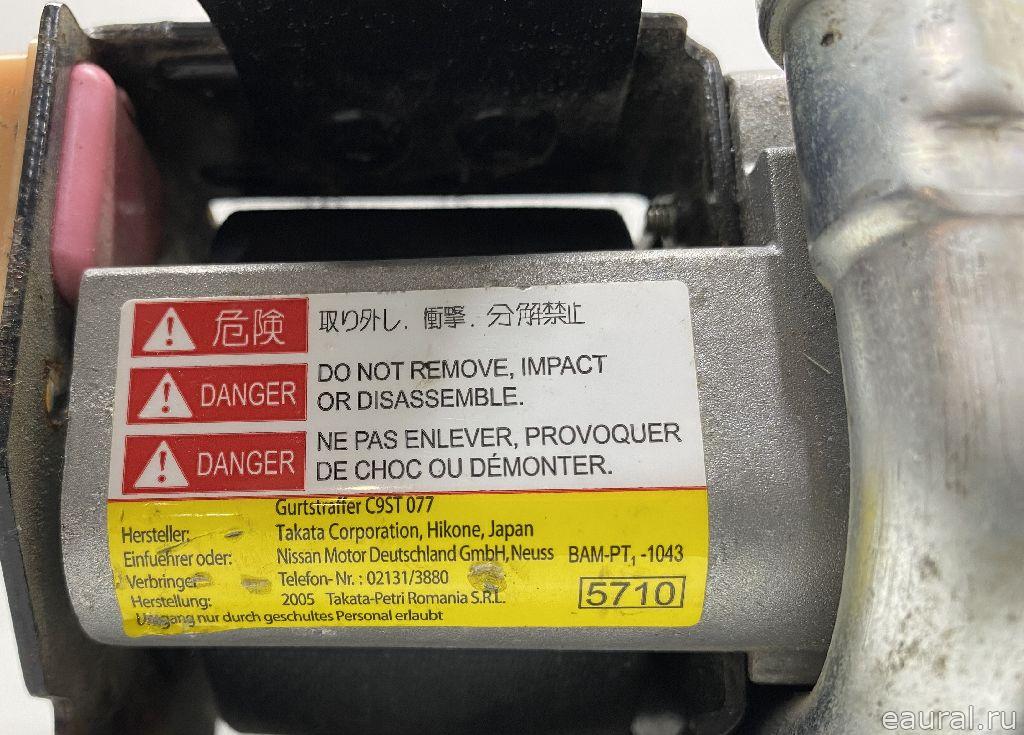 危険 取り外し．衝撃．分解禁止
DANGER DO NOT REMOVE, IMPACT
OR DISASSEMBLE.
DANGER NE PAS ENLEVER, PROVOQUER
DE CHOC OU DÉMONTER.
Gurtstraffer C9ST 077
Hersteller: Takata Corporation, Hikone, Japan
Einfuehrer oder: Nissan Motor Deutschland GmbH, Neuss BAM-PT₁ -1043
Verbringer Telefon- Nr. : 02131/3880
Herstellung: 2005 Takata-Petri Romania S.R.L. 5710
Umgang nur durch geschultes Personal erlaubt
eaural.ru